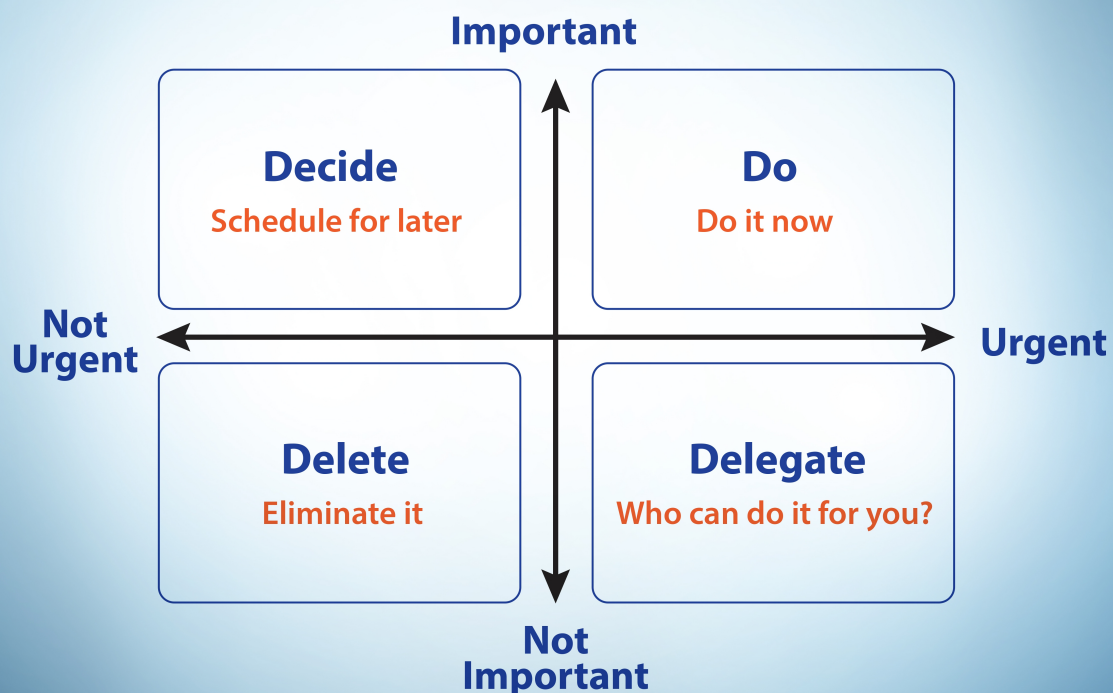 Important
Decide
Schedule for later
Do
Do it now
Not
Urgent
Urgent
Delete
Eliminate it
Delegate
Who can do it for you?
Not
Important